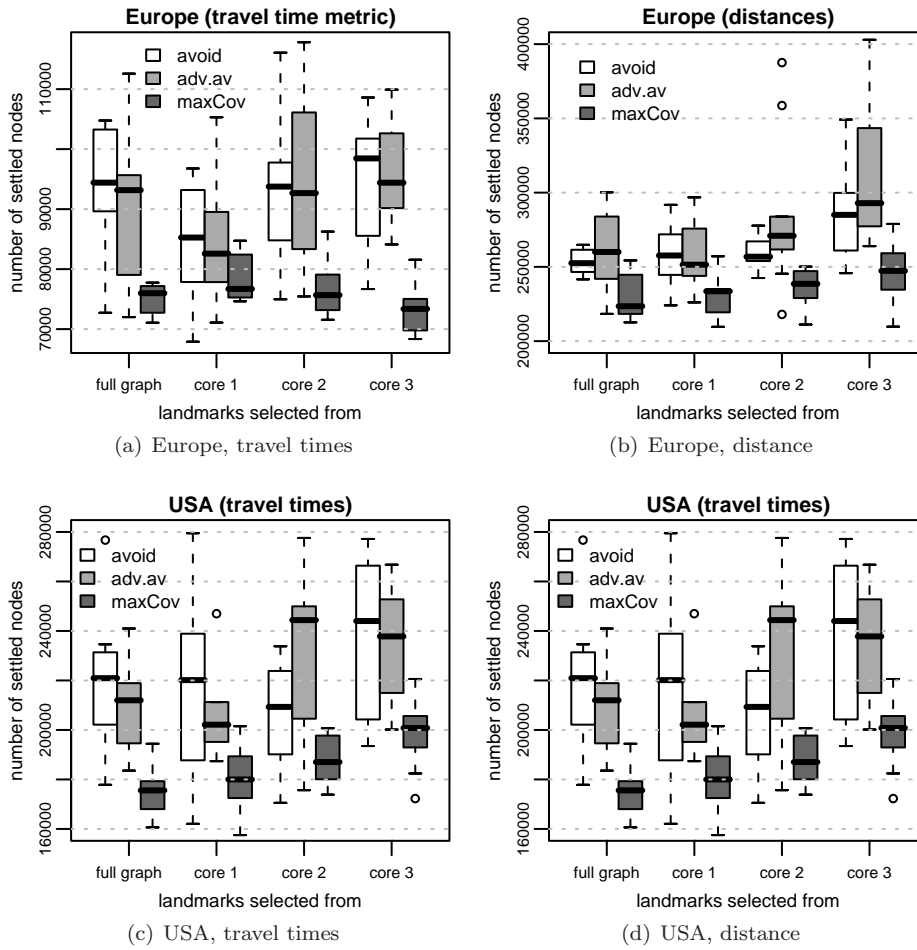 Europe (travel time metric)
number of settled nodes
110000
90000
80000
70000
avoid
adv.av
maxCov
full graph
core 1
core 2
core 3
landmarks selected from
(a) Europe, travel times
Europe (distances)
number of settled nodes
400000
350000
300000
250000
200000
avoid
adv.av
maxCov
full graph
core 1
core 2
core 3
landmarks selected from
(b) Europe, distance
USA (travel times)
number of settled nodes
280000
240000
200000
160000
avoid
adv.av
maxCov
full graph
core 1
core 2
core 3
landmarks selected from
(c) USA, travel times
USA (travel times)
number of settled nodes
280000
240000
200000
160000
avoid
adv.av
maxCov
full graph
core 1
core 2
core 3
landmarks selected from
(d) USA, distance